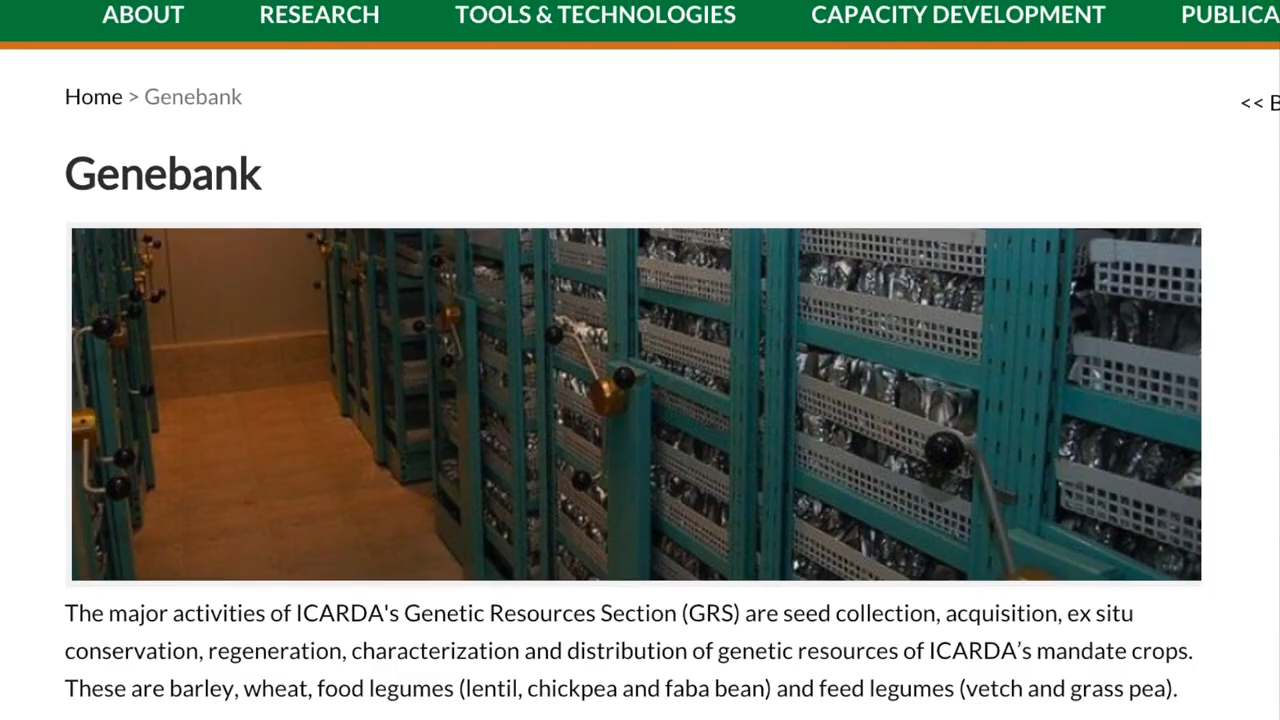 ABOUT RESEARCH TOOLS & TECHNOLOGIES CAPACITY DEVELOPMENT
Home > Genebank
<<
Genebank
The major activities of ICARDA's Genetic Resources Section (GRS) are seed collection, acquisition, ex situ
conservation, regeneration, characterization and distribution of genetic resources of ICARDA’s mandate crops.
These are barley, wheat, food legumes (lentil, chickpea and faba bean) and feed legumes (vetch and grass pea).